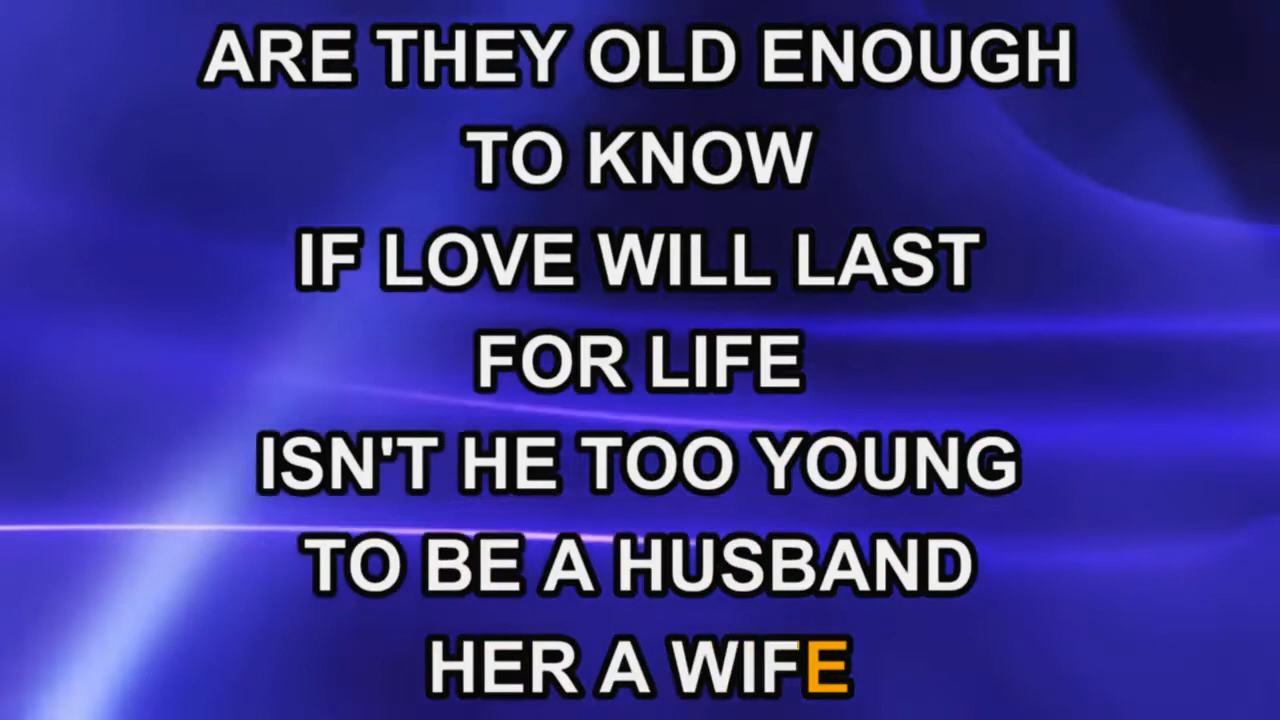 ARE THEY OLD ENOUGH
TO KNOW
IF LOVE WILL LAST
FOR LIFE
ISN'T HE TOO YOUNG
TO BE A HUSBAND
HER A WIFE